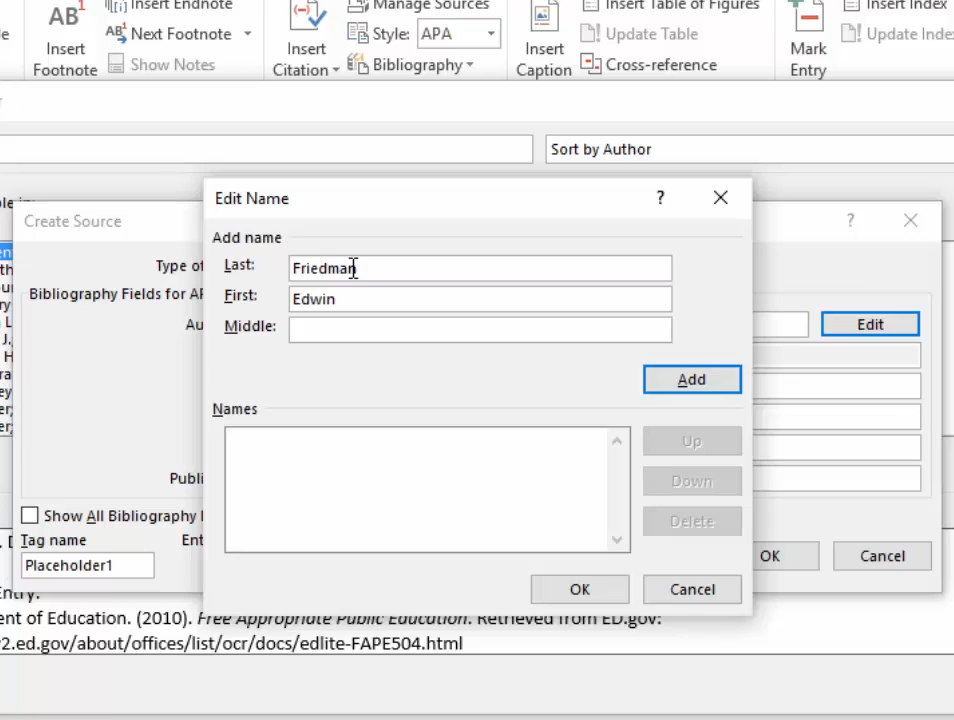 Insert Endnote
Manage Sources
Insert Table of Figures
Insert Index
AB1
Next Footnote
Style: APA
Update Table
Update Inde
Insert Footnote
Show Notes
Insert Citation
Bibliography
Insert Caption
Cross-reference
Mark Entry
Sort by Author
Create Source
?
Edit Name
?
Add name
Type of
Last: Friedman
Bibliography Fields for AP
First: Edwin
Au
Middle:
Edit
Add
Names
Up
Down
Publi
Delete
Show All Bibliography
Tag name
Ent
Placeholder1
OK
Cancel
OK
Cancel
Entry:
ent of Education. (2010). Free Appropriate Public Education. Retrieved from ED.gov:
2.ed.gov/about/offices/list/ocr/docs/edlite-FAPE504.html